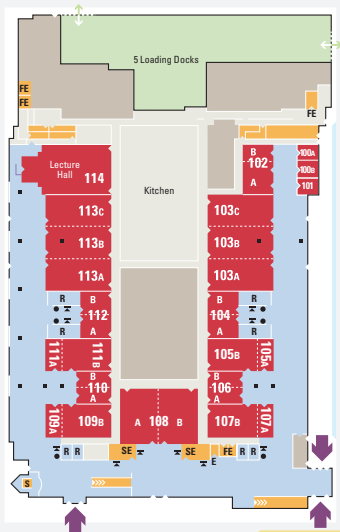 5 Loading Docks
FE
FE
FE
Lecture
Hall
114
Kitchen
B
102
A
100A
100B
101
113C
103C
113B
103B
113A
103A
R
B
B
R
112
104
R
A
A
R
111A
111B
105B
105A
B
B
110
106
A
A
109A
109B
A
108
B
107B
107A
R
R
SE
SE
FE
R
R
E
S